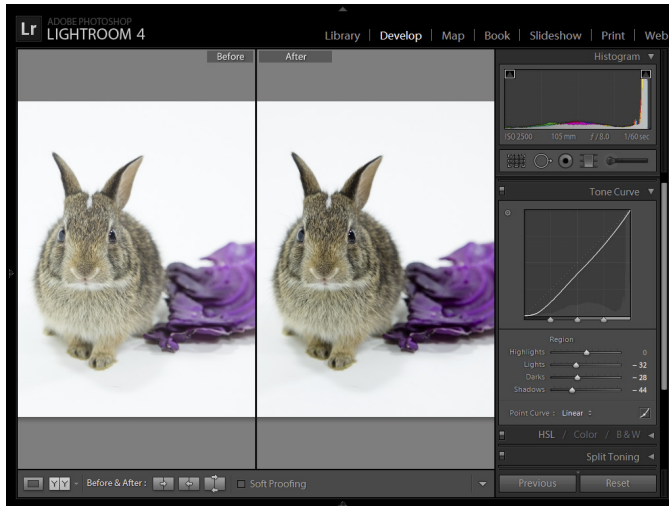 Lr ADOBE PHOTOSHOP
LIGHTROOM 4
Library | Develop | Map | Book | Slideshow | Print | Web
Before After
Histogram
ISO 2500 105 mm ƒ / 8.0 1/60 sec
Tone Curve
Region
Highlights 0
Lights – 32
Darks – 28
Shadows – 44
Point Curve : Linear
HSL / Color / B & W
Split Toning
YY Before & After : Soft Proofing
Previous Reset